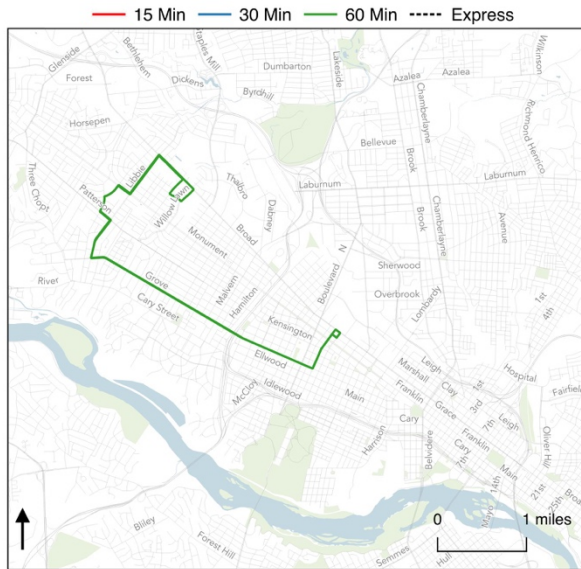 15 Min 30 Min 60 Min Express
Glenside
Bethlehem
Staples Mill
Dumbarton
Lakeside
Wilkinson
Forest
Dickens
Byrdhill
Azalea
Azalea
Horsepen
Chamberlayne
Richmond Henrico
Three Chopt
Libbie
Bellevue
Brook
Laburnum
Patterson
Willow Lawn
Thalbro
Laburnum
Dabney
Brook
Chamberlayne
Avenue
Monument
Broad
Boulevard
N
Sherwood
River
Grove
Malvern
Hamilton
Overbrook
Lombardy
Cary Street
1st
4th
Kensington
Ellwood
Leigh
Marshall
Clay
1st
Hospital
McCloy
Idlewood
Main
Franklin
Grace
3rd
7th
Leigh
Fairfield
Harrison
Cary
Belvidere
Franklin
Cary
7th
Main
Oliver Hill
14th
21st
25th
Broa
Mayo
0 1 miles
Bliley
Forest Hill
Semmes
Hull